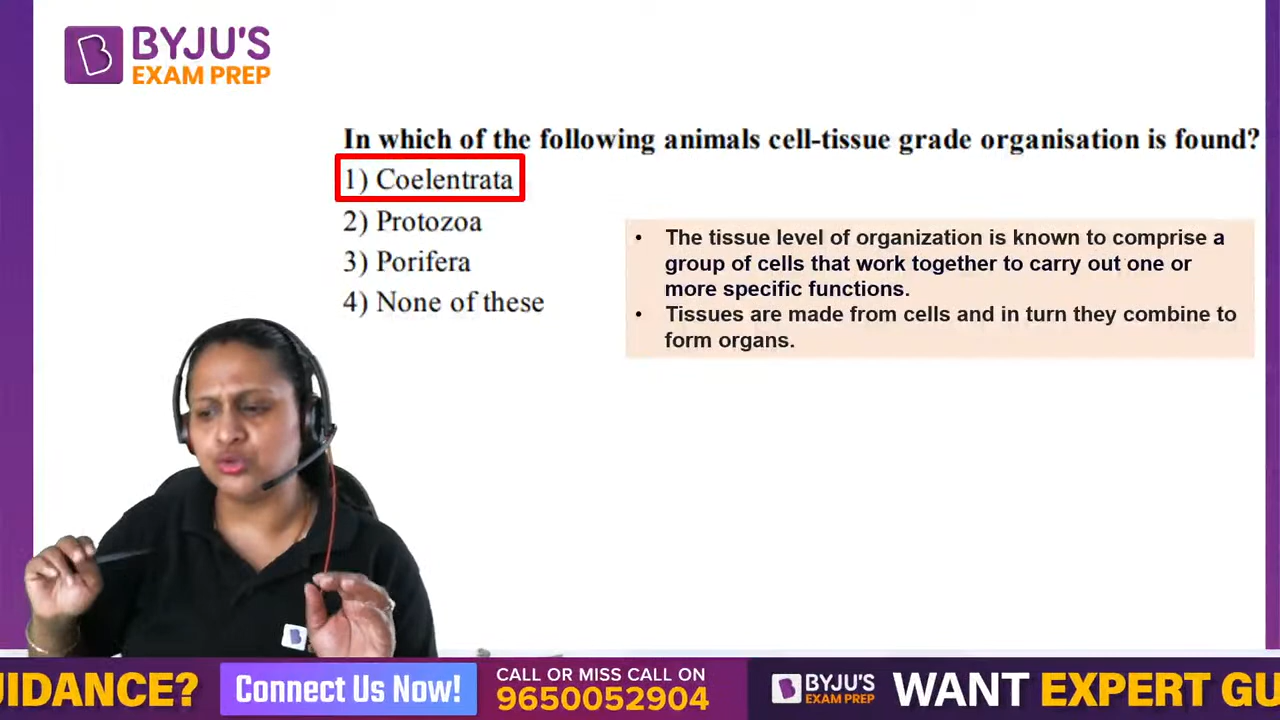 BYJU'S
EXAM PREP
In which of the following animals cell-tissue grade organisation is found?
1) Coelentrata
2) Protozoa
3) Porifera
4) None of these
• The tissue level of organization is known to comprise a
group of cells that work together to carry out one or
more specific functions.
• Tissues are made from cells and in turn they combine to
form organs.
UIDANCE?
Connect Us Now!
CALL OR MISS CALL ON
9650052904
BYJU'S
EXAM PREP
WANT EXPERT GU